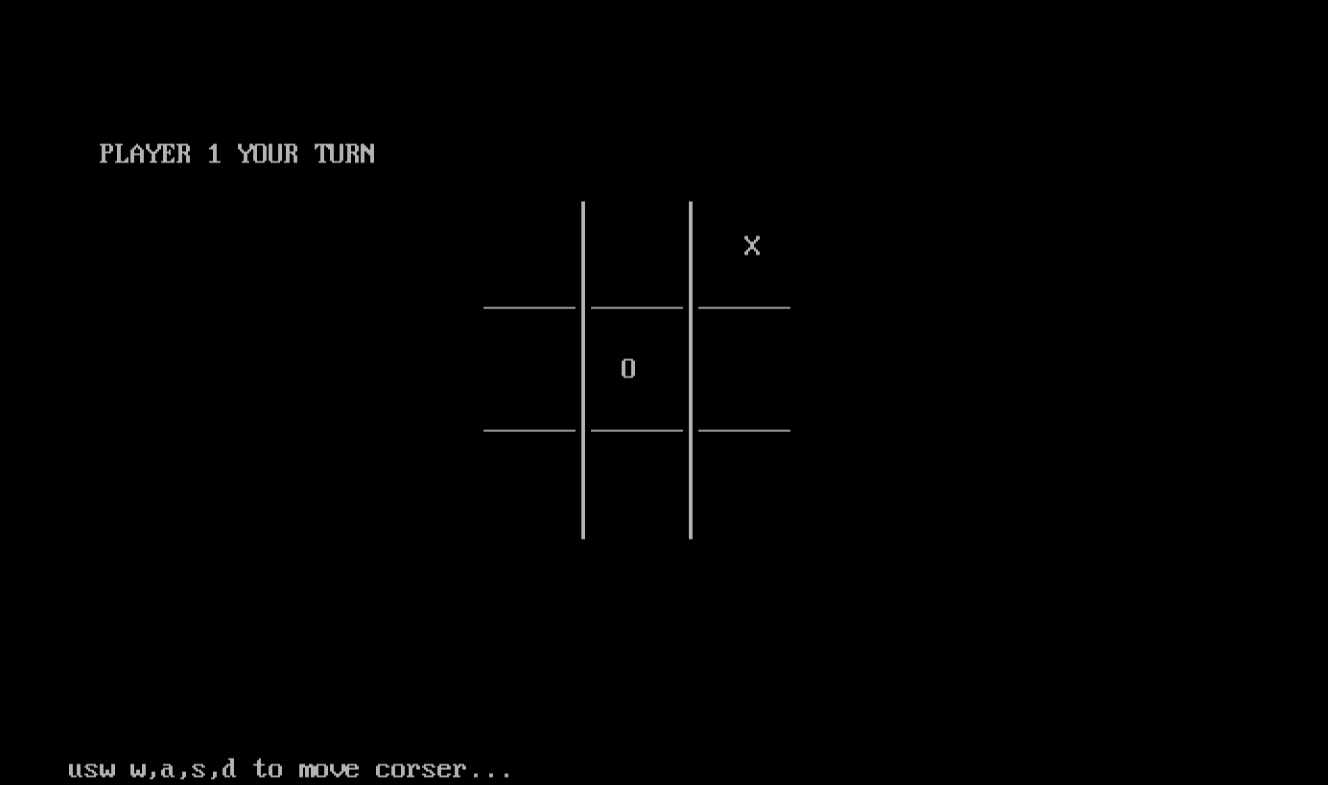 PLAYER 1 YOUR TURN
X
O
usw w,a,s,d to move corser...